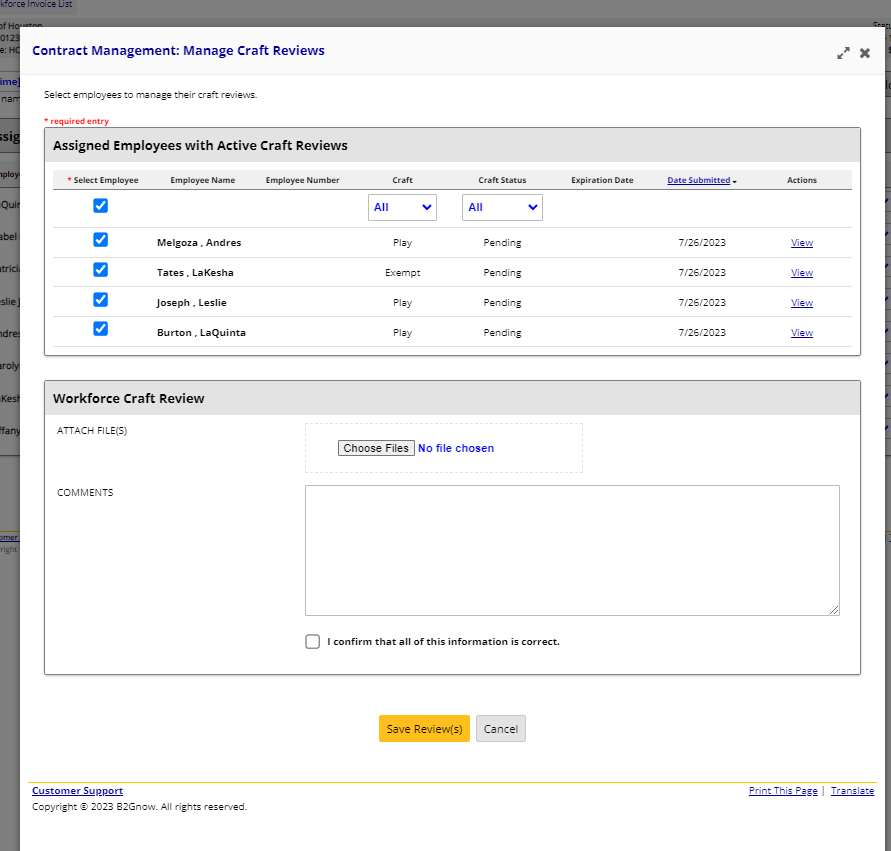 kforce Invoice List
of Houston
Contract Management: Manage Craft Reviews
Select employees to manage their craft reviews.
* required entry
Assigned Employees with Active Craft Reviews
* Select Employee Employee Name Employee Number Craft Craft Status Expiration Date Date Submitted Actions
All All
Melgoza , Andres Play Pending 7/26/2023 View
Tates , LaKesha Exempt Pending 7/26/2023 View
Joseph , Leslie Play Pending 7/26/2023 View
Burton , LaQuinta Play Pending 7/26/2023 View
Workforce Craft Review
ATTACH FILE(S)
Choose Files No file chosen
COMMENTS
I confirm that all of this information is correct.
Save Review(s) Cancel
Customer Support Print This Page | Translate
Copyright © 2023 B2Gnow. All rights reserved.